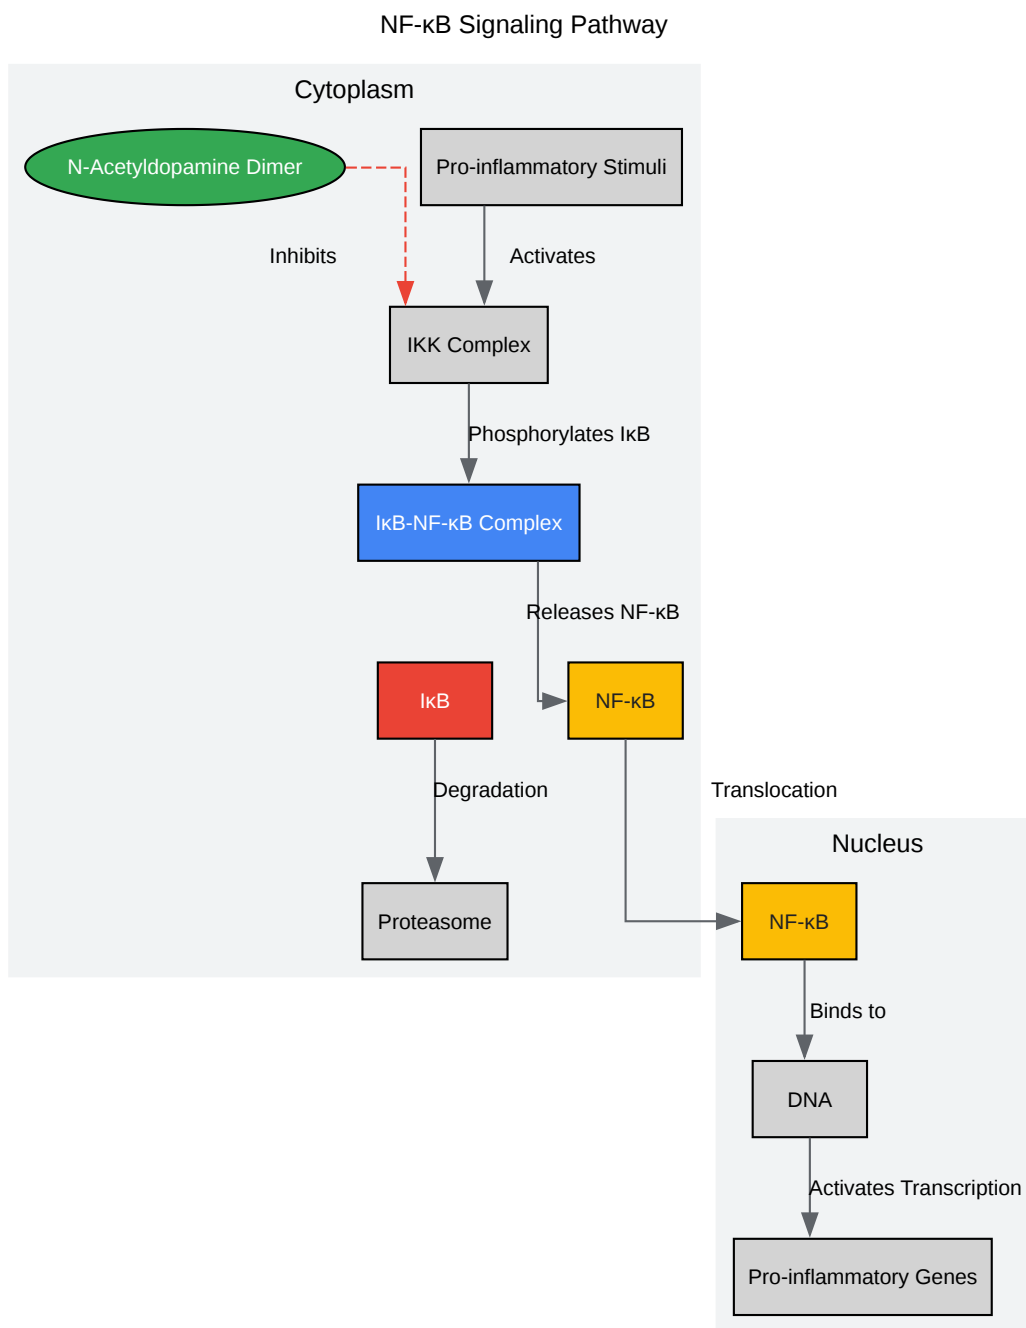 NF-κB Signaling Pathway
Cytoplasm
N-Acetyldopamine Dimer
Pro-inflammatory Stimuli
Inhibits
Activates
IKK Complex
Phosphorylates IκB
IκB-NF-κB Complex
Releases NF-κB
IκB
NF-κB
Degradation
Translocation
Nucleus
Proteasome
NF-κB
Binds to
DNA
Activates Transcription
Pro-inflammatory Genes